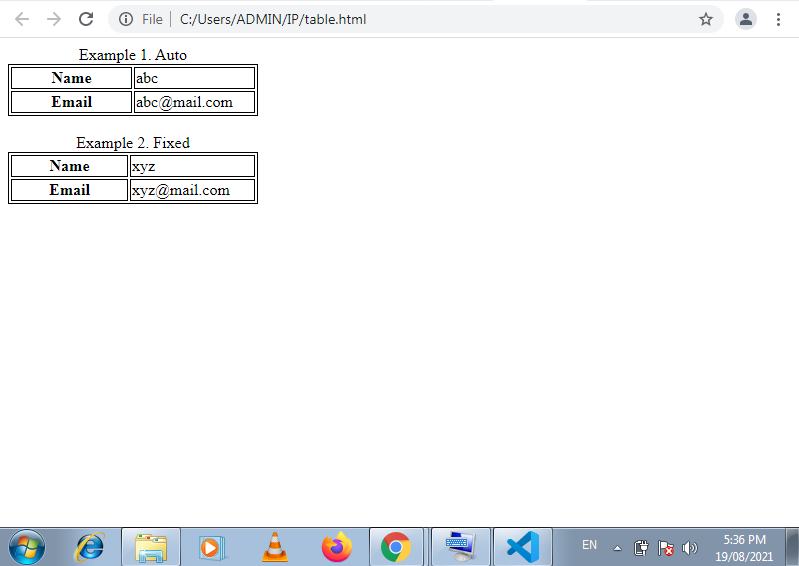 File C:/Users/ADMIN/IP/table.html
Example 1. Auto
Name abc
Email abc@mail.com
Example 2. Fixed
Name xyz
Email xyz@mail.com
EN 5:36 PM
19/08/2021